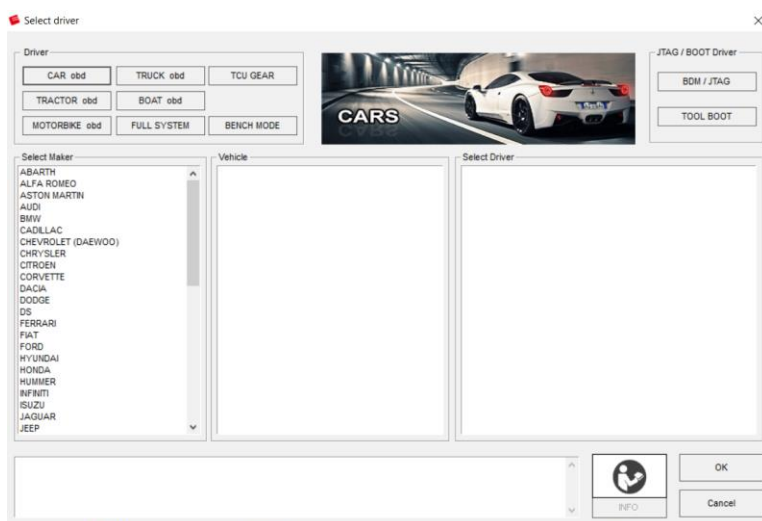 Select driver
Driver
CAR obd
TRUCK obd
TCU GEAR
TRACTOR obd
BOAT obd
MOTORBIKE obd
FULL SYSTEM
BENCH MODE
CARS
JTAG / BOOT Driver
BDM / JTAG
TOOL BOOT
Select Maker
ABARTH
ALFA ROMEO
ASTON MARTIN
AUDI
BMW
CADILLAC
CHEVROLET (DAEWOO)
CHRYSLER
CITROEN
CORVETTE
DACIA
DODGE
DS
FERRARI
FIAT
FORD
HYUNDAI
HONDA
HUMMER
INFINITI
ISUZU
JAGUAR
JEEP
Vehicle
Select Driver
INFO
OK
Cancel